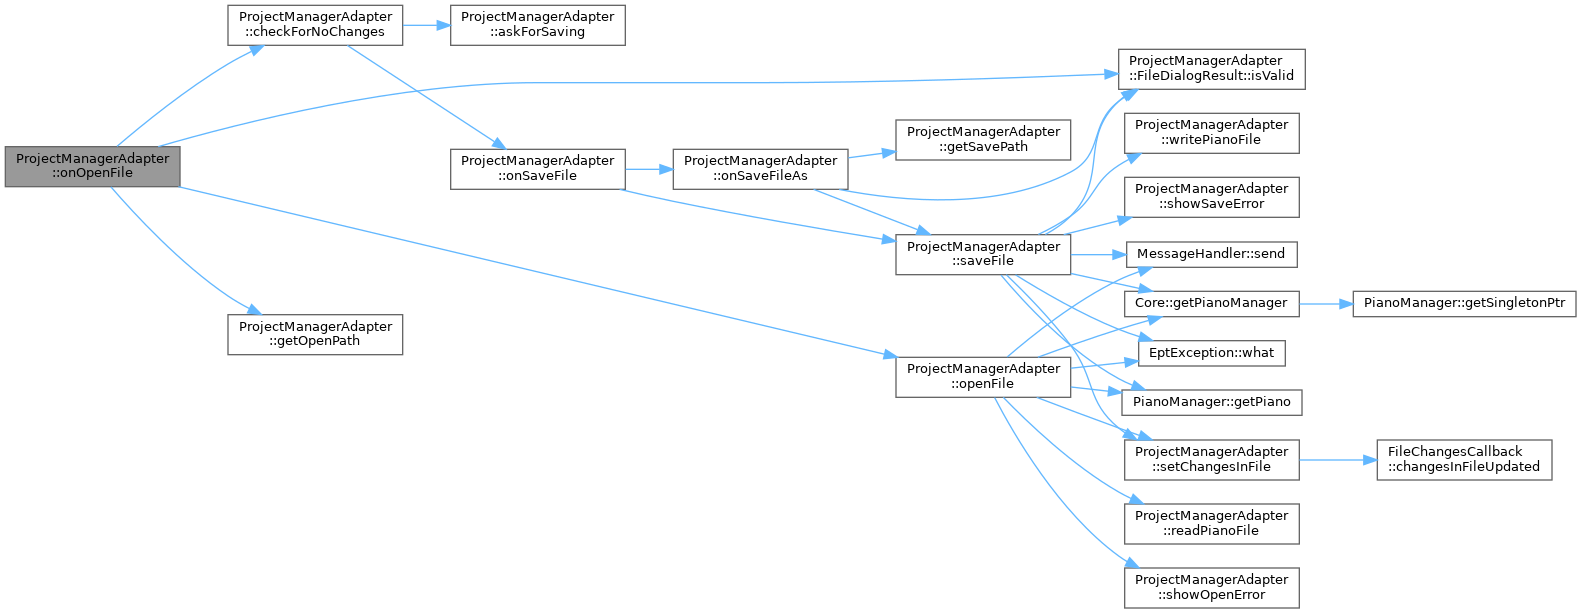 ProjectManagerAdapter
::onOpenFile
ProjectManagerAdapter
::checkForNoChanges
ProjectManagerAdapter
::askForSaving
ProjectManagerAdapter
::onSaveFile
ProjectManagerAdapter
::onSaveFileAs
ProjectManagerAdapter
::getSavePath
ProjectManagerAdapter
::saveFile
ProjectManagerAdapter
::getOpenPath
ProjectManagerAdapter
::openFile
ProjectManagerAdapter
::FileDialogResult::isValid
ProjectManagerAdapter
::writePianoFile
ProjectManagerAdapter
::showSaveError
MessageHandler::send
Core::getPianoManager
PianoManager::getSingletonPtr
EptException::what
PianoManager::getPiano
ProjectManagerAdapter
::setChangesInFile
FileChangesCallback
::changesInFileUpdated
ProjectManagerAdapter
::readPianoFile
ProjectManagerAdapter
::showOpenError